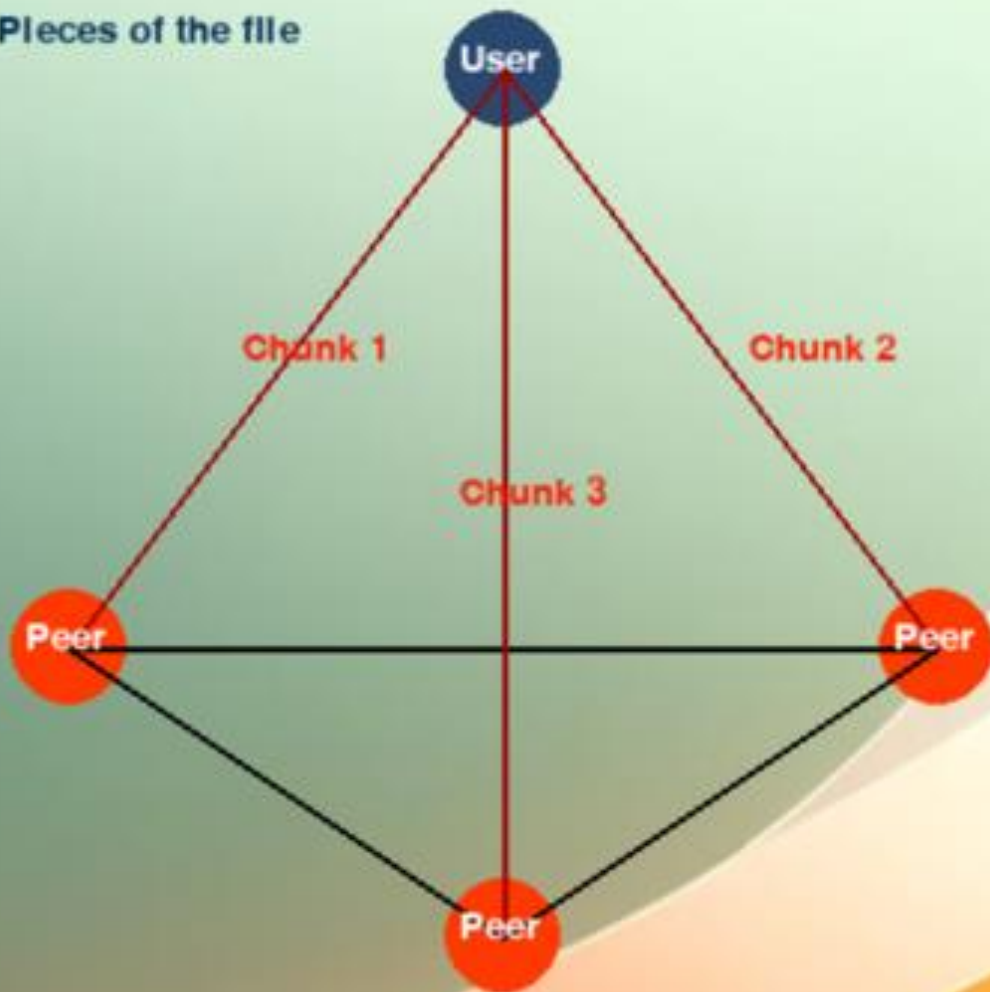 Pieces of the file
User
Chunk 1
Chunk 2
Chunk 3
Peer
Peer
Peer